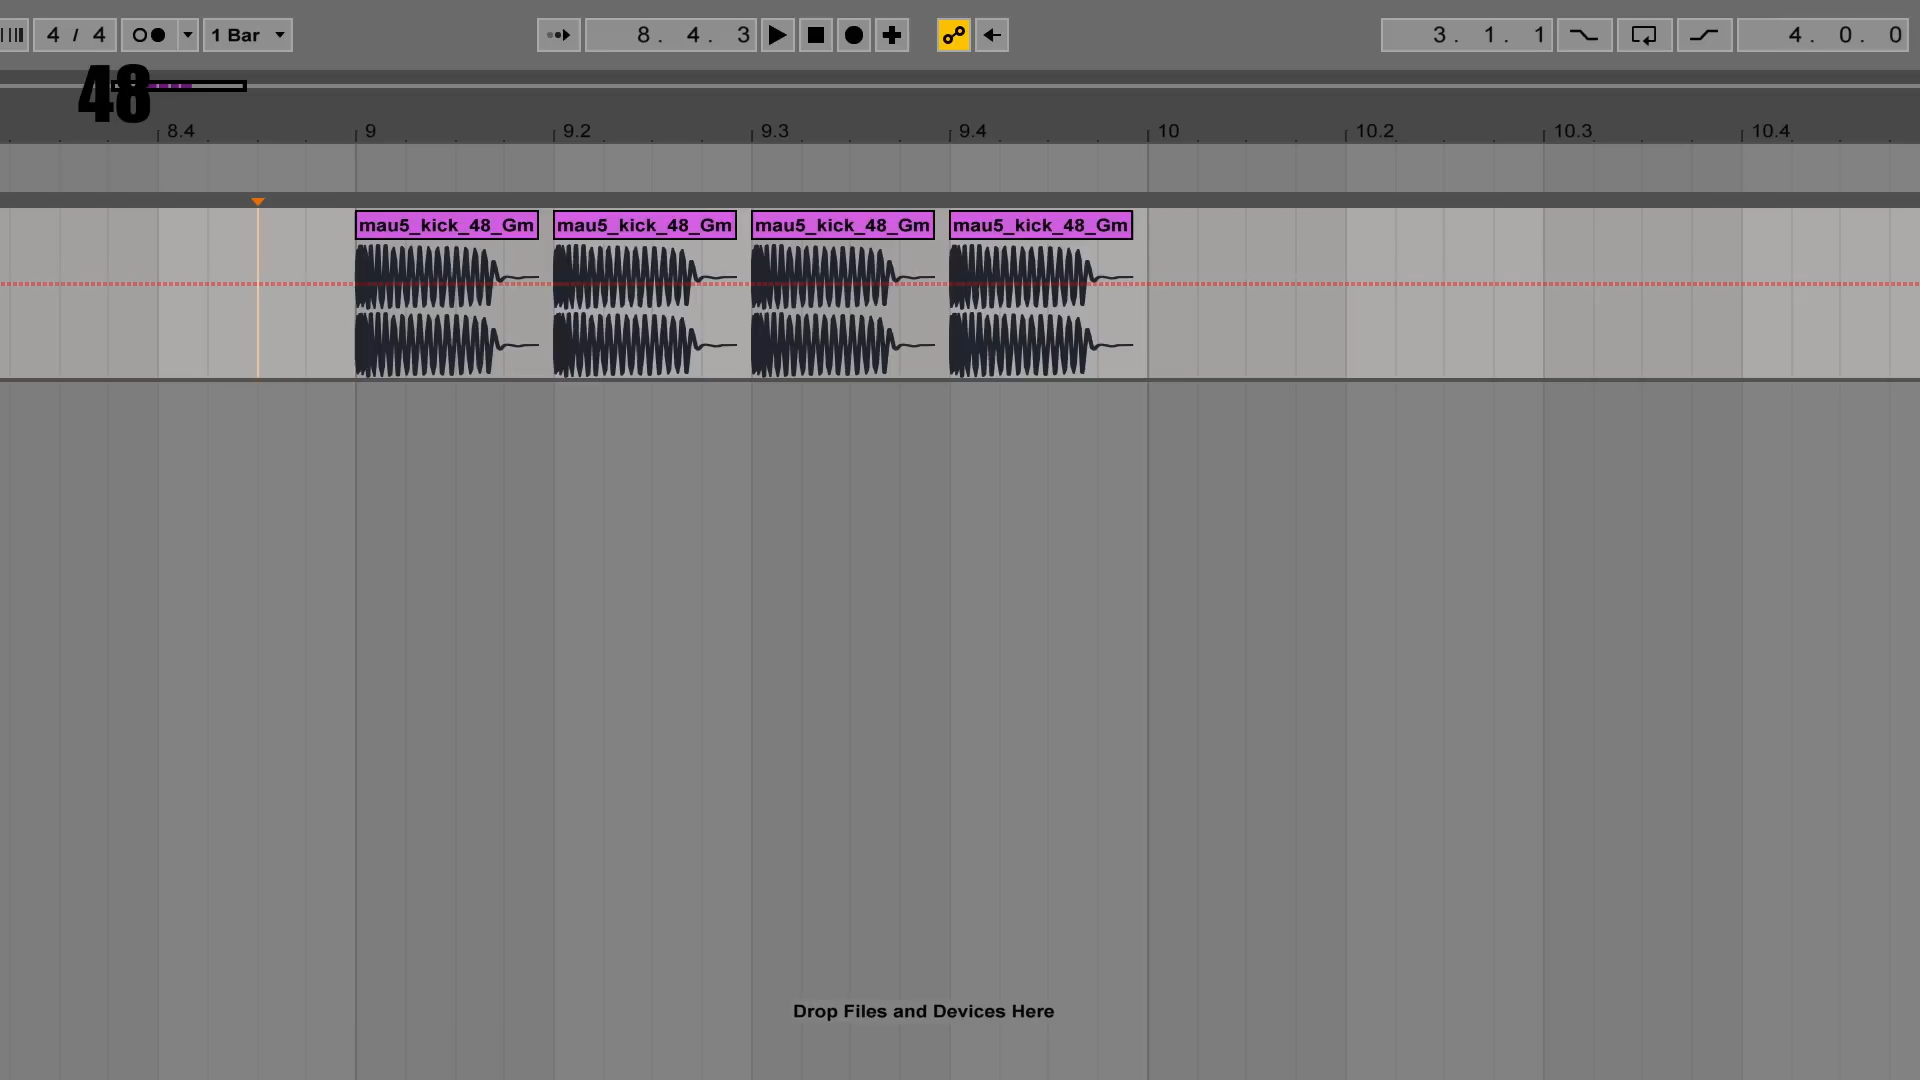 4 / 4 1 Bar 8. 4. 3 3. 1. 1 4. 0. 0
48
8.4 9 9.2 9.3 9.4 10 10.2 10.3 10.4
mau5_kick_48_Gm mau5_kick_48_Gm mau5_kick_48_Gm mau5_kick_48_Gm
Drop Files and Devices Here